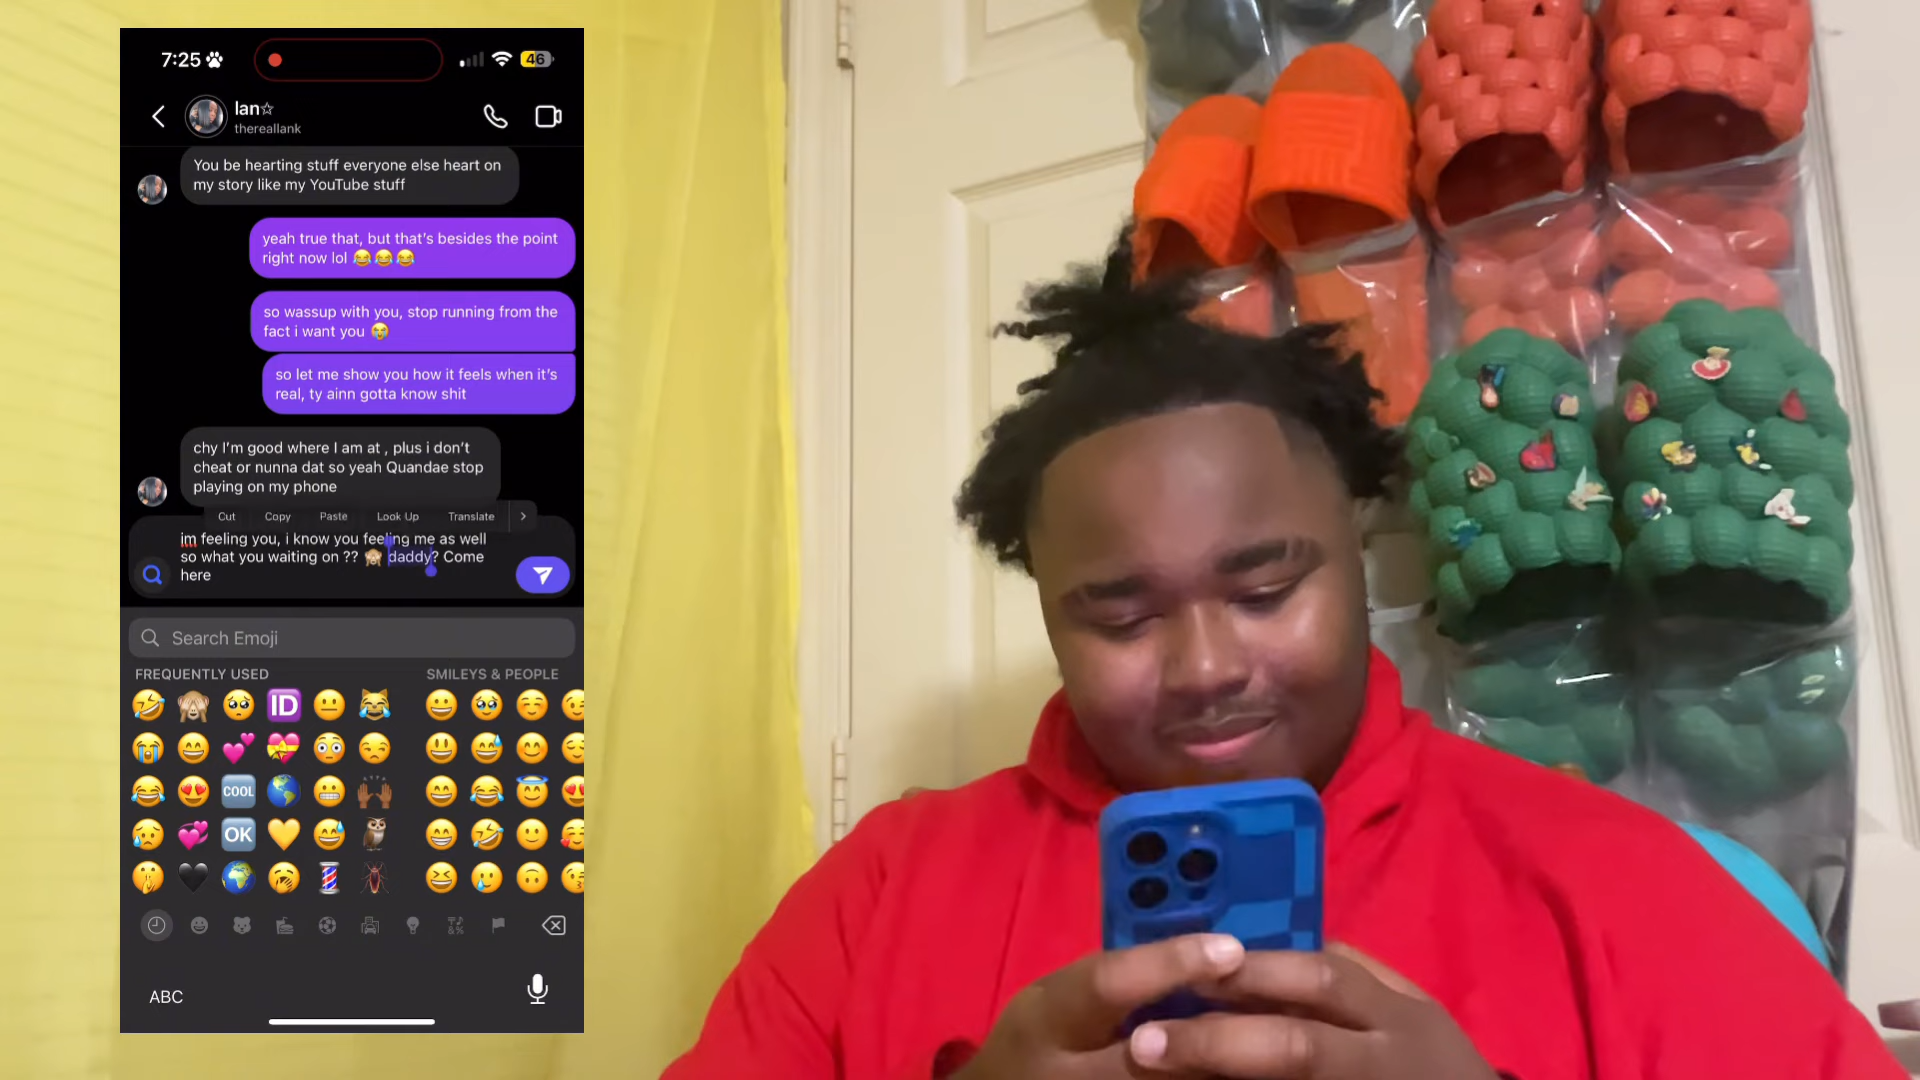 7:25
46
lan☆
thereallank
You be hearting stuff everyone else heart on
my story like my YouTube stuff
yeah true that, but that's besides the point
right now lol 😂😂😂
so wassup with you, stop running from the
fact i want you 😭
so let me show you how it feels when it's
real, ty ainn gotta know shit
chy I'm good where I am at , plus i don't
cheat or nunna dat so yeah Quandae stop
playing on my phone
Cut Copy Paste Look Up Translate
im feeling you, i know you feeling me as well
so what you waiting on ?? 🙈 daddy? Come
here
Search Emoji
FREQUENTLY USED SMILEYS & PEOPLE
ID
COOL
OK
ABC